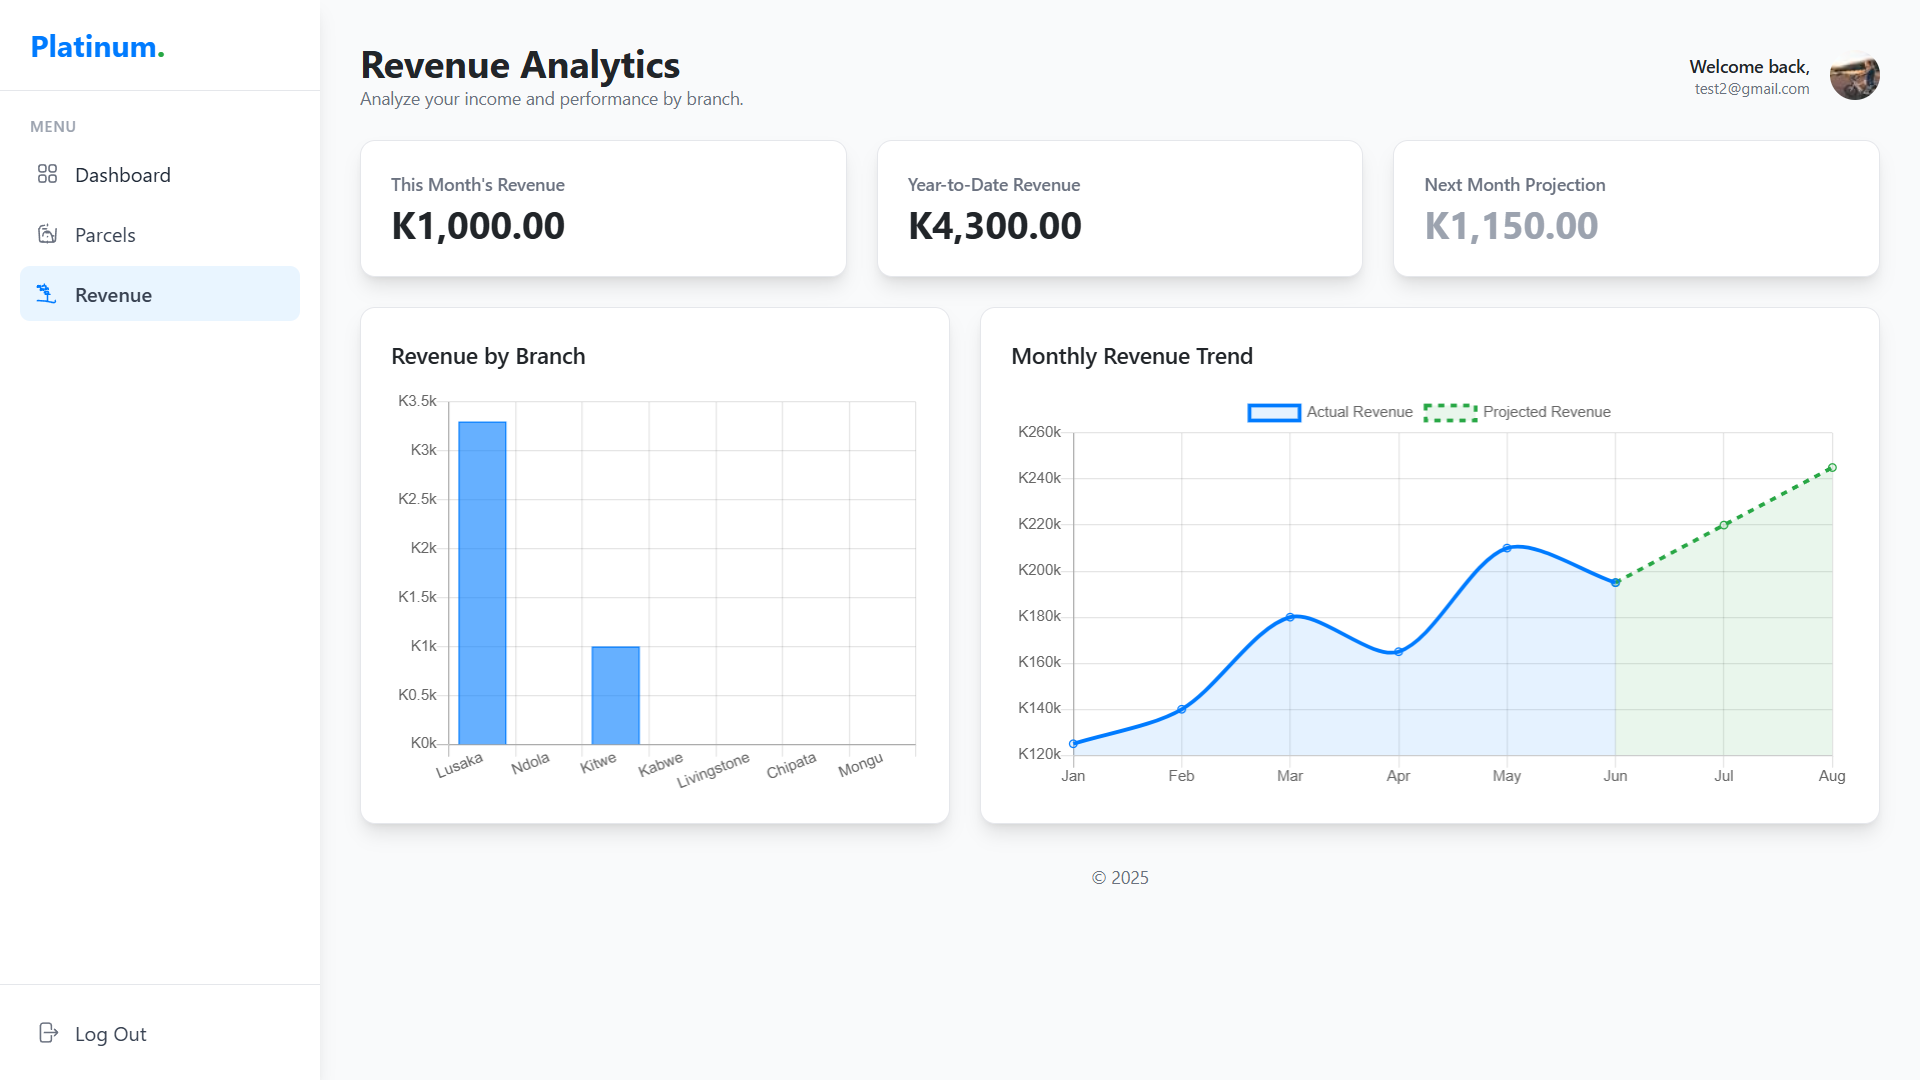 Platinum.
MENU
Dashboard
Parcels
Revenue
Log Out
Revenue Analytics
Analyze your income and performance by branch.
Welcome back,
test2@gmail.com
This Month's Revenue
K1,000.00
Year-to-Date Revenue
K4,300.00
Next Month Projection
K1,150.00
Revenue by Branch
K3.5k
K3k
K2.5k
K2k
K1.5k
K1k
K0.5k
K0k
Lusaka Ndola Kitwe Kabwe Livingstone Chipata Mongu
Monthly Revenue Trend
Actual Revenue Projected Revenue
K260k
K240k
K220k
K200k
K180k
K160k
K140k
K120k
Jan Feb Mar Apr May Jun Jul Aug
© 2025